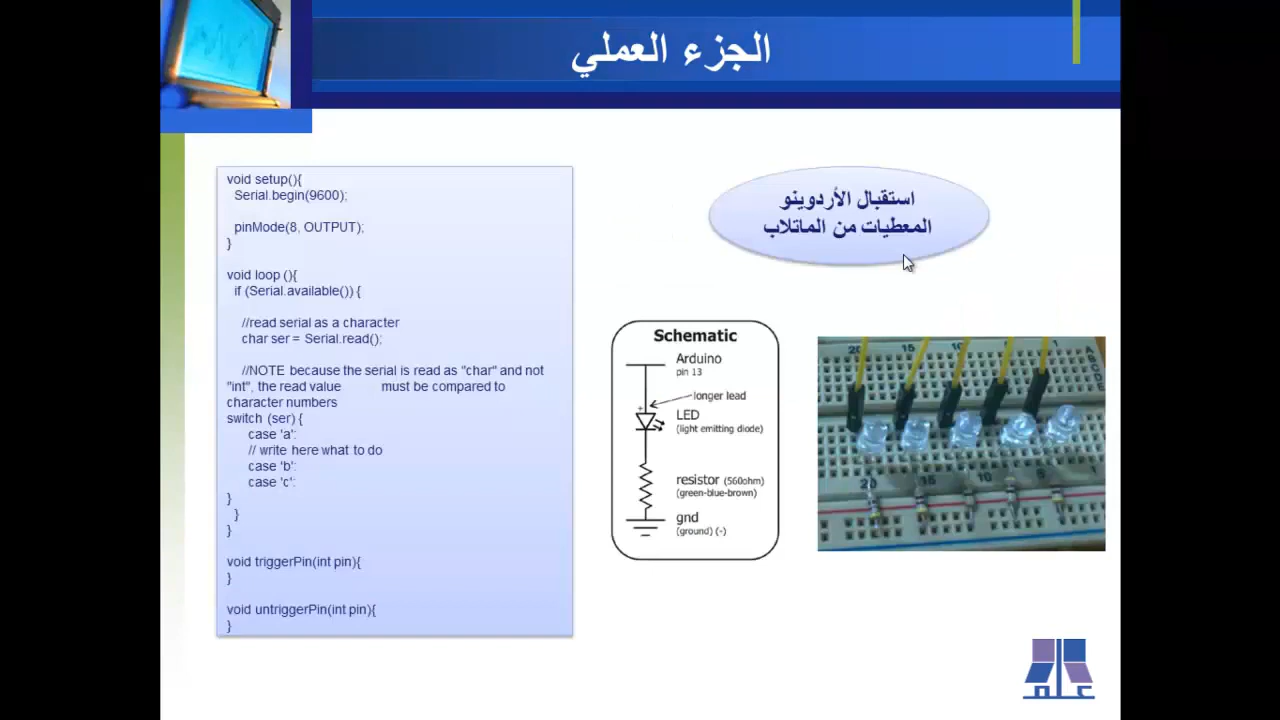 الجزء العملي
استقبال الأردوينو
المعطيات من الماتلاب
void setup(){
Serial.begin(9600);
pinMode(8, OUTPUT);
}
void loop (){
if (Serial.available()) {
//read serial as a character
char ser = Serial.read();
//NOTE because the serial is read as "char" and not
"int", the read value must be compared to
character numbers
switch (ser) {
case 'a':
// write here what to do
case 'b':
case 'c':
}
}
}
void triggerPin(int pin){
}
void untriggerPin(int pin){
}
Schematic
Arduino
pin 13
longer lead
+
LED
(light emitting diode)
resistor (560ohm)
(green-blue-brown)
gnd
(ground) (-)
20 15 10 5 1
20 15 10 5 1
علم